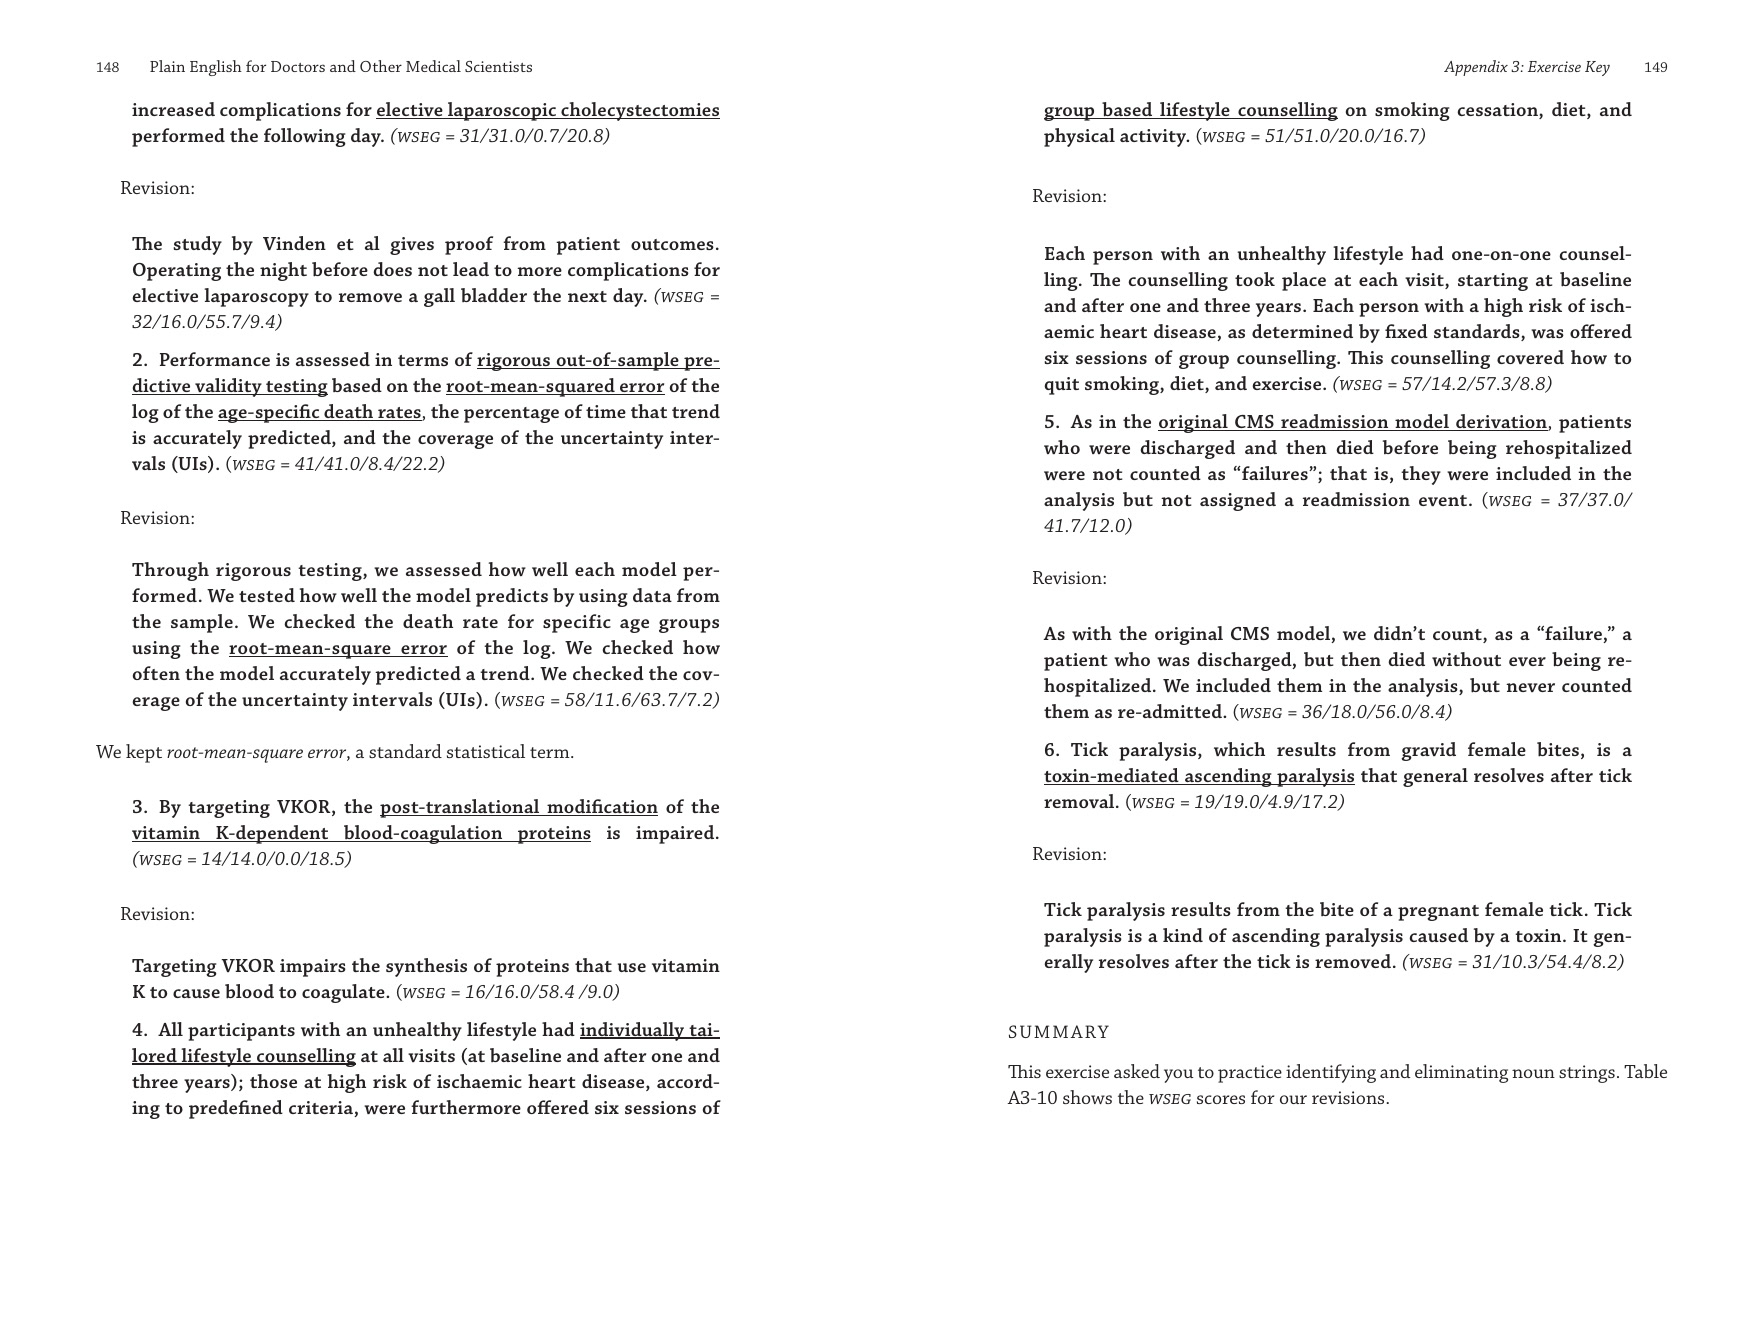 148 Plain English for Doctors and Other Medical Scientists
increased complications for elective laparoscopic cholecystectomies
performed the following day. (WSEG = 31/31.0/0.7/20.8)
Revision:
The study by Vinden et al gives proof from patient outcomes.
Operating the night before does not lead to more complications for
elective laparoscopy to remove a gall bladder the next day. (WSEG =
32/16.0/55.7/9.4)
2. Performance is assessed in terms of rigorous out-of-sample pre-
dictive validity testing based on the root-mean-squared error of the
log of the age-specific death rates, the percentage of time that trend
is accurately predicted, and the coverage of the uncertainty inter-
vals (UIs). (WSEG = 41/41.0/8.4/22.2)
Revision:
Through rigorous testing, we assessed how well each model per-
formed. We tested how well the model predicts by using data from
the sample. We checked the death rate for specific age groups
using the root-mean-square error of the log. We checked how
often the model accurately predicted a trend. We checked the cov-
erage of the uncertainty intervals (UIs). (WSEG = 58/11.6/63.7/7.2)
We kept root-mean-square error, a standard statistical term.
3. By targeting VKOR, the post-translational modification of the
vitamin K-dependent blood-coagulation proteins is impaired.
(WSEG = 14/14.0/0.0/18.5)
Revision:
Targeting VKOR impairs the synthesis of proteins that use vitamin
K to cause blood to coagulate. (WSEG = 16/16.0/58.4 /9.0)
4. All participants with an unhealthy lifestyle had individually tai-
lored lifestyle counselling at all visits (at baseline and after one and
three years); those at high risk of ischaemic heart disease, accord-
ing to predefined criteria, were furthermore offered six sessions of
Appendix 3: Exercise Key 149
group based lifestyle counselling on smoking cessation, diet, and
physical activity. (WSEG = 51/51.0/20.0/16.7)
Revision:
Each person with an unhealthy lifestyle had one-on-one counsel-
ling. The counselling took place at each visit, starting at baseline
and after one and three years. Each person with a high risk of isch-
aemic heart disease, as determined by fixed standards, was offered
six sessions of group counselling. This counselling covered how to
quit smoking, diet, and exercise. (WSEG = 57/14.2/57.3/8.8)
5. As in the original CMS readmission model derivation, patients
who were discharged and then died before being rehospitalized
were not counted as “failures”; that is, they were included in the
analysis but not assigned a readmission event. (WSEG = 37/37.0/
41.7/12.0)
Revision:
As with the original CMS model, we didn’t count, as a “failure,” a
patient who was discharged, but then died without ever being re-
hospitalized. We included them in the analysis, but never counted
them as re-admitted. (WSEG = 36/18.0/56.0/8.4)
6. Tick paralysis, which results from gravid female bites, is a
toxin-mediated ascending paralysis that general resolves after tick
removal. (WSEG = 19/19.0/4.9/17.2)
Revision:
Tick paralysis results from the bite of a pregnant female tick. Tick
paralysis is a kind of ascending paralysis caused by a toxin. It gen-
erally resolves after the tick is removed. (WSEG = 31/10.3/54.4/8.2)
SUMMARY
This exercise asked you to practice identifying and eliminating noun strings. Table
A3-10 shows the WSEG scores for our revisions.